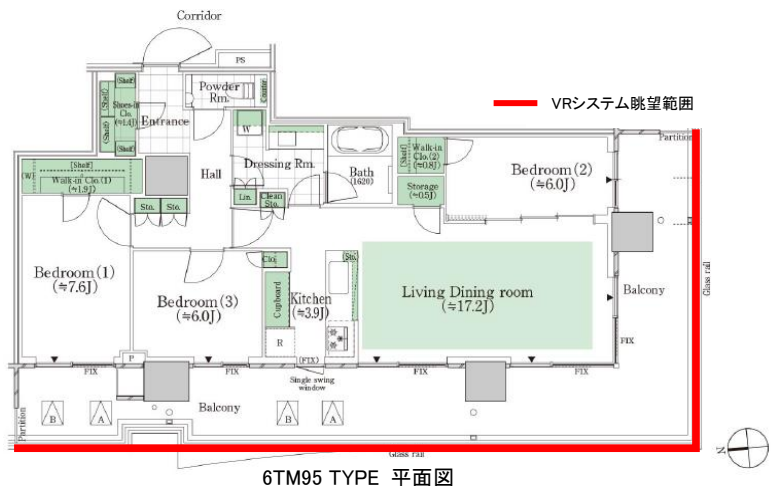 Corridor
PS
[Shelf]
Powder
Rm.
Counter
VRシステム眺望範囲
[Shelf]
Shoes-in
Clo.
(≒1.4J)
[Shelf]
[Shelf]
Entrance
W
Partition
Dressing Rm.
[Shelf]
Walk-in
Clo.(2)
(≒0.8J)
[Shelf]
Walk-in Clo.(1)
(≒1.9J)
(W)
Hall
Bath
(1620)
Bedroom(2)
(≒6.0J)
Storage
(≒0.5J)
Lin.
Clean
Sto.
Sto.
Sto.
Bedroom(1)
(≒7.6J)
Bedroom(3)
(≒6.0J)
Clo.
Sto.
Cupboard
Kitchen
(≒3.9J)
Living Dining room
(≒17.2J)
Balcony
Glass rail
R
P
FIX
FIX
FIX
(FIX)
FIX
FIX
Single swing
window
Balcony
B
A
B
A
Partition
Glass rail
N
6TM95 TYPE 平面図